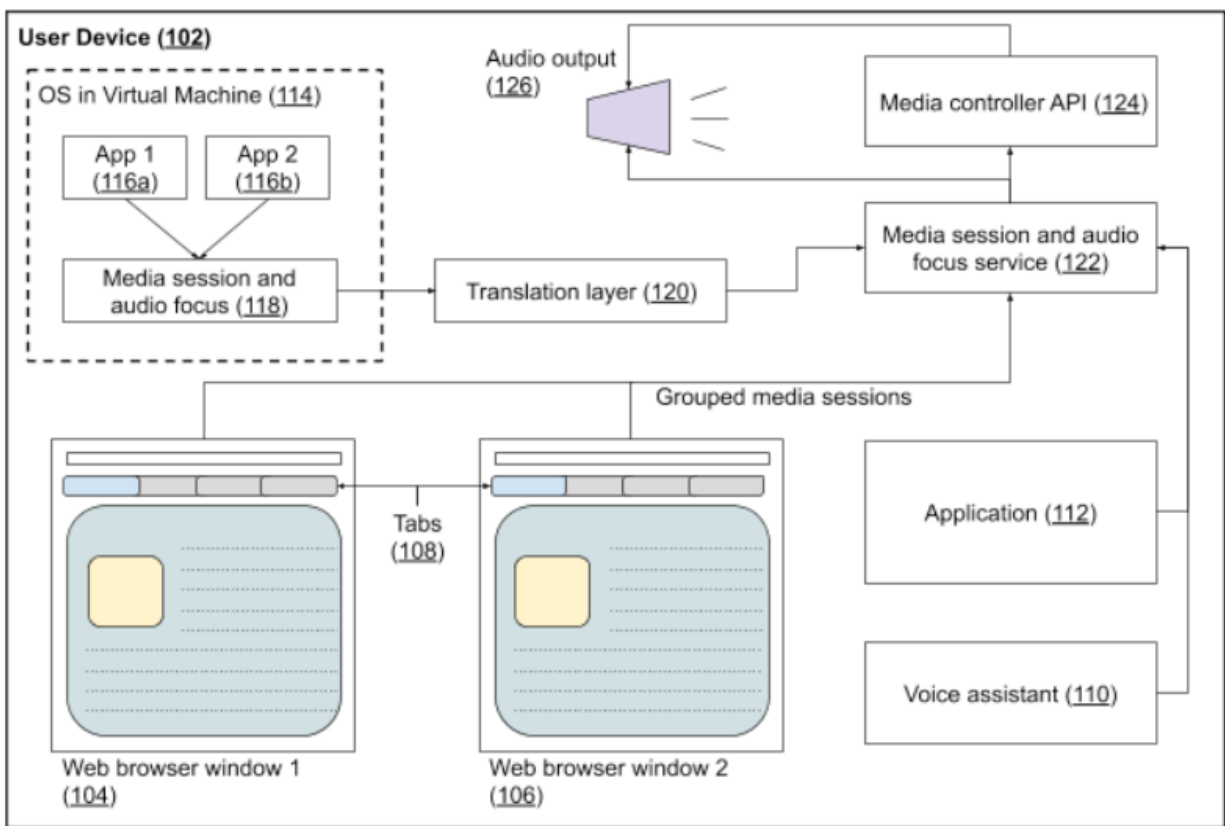 User Device (102)
OS in Virtual Machine (114)
App 1
(116a)
App 2
(116b)
Media session and
audio focus (118)
Translation layer (120)
Audio output
(126)
Media controller API (124)
Media session and audio
focus service (122)
Grouped media sessions
Tabs
(108)
Application (112)
Voice assistant (110)
Web browser window 1
(104)
Web browser window 2
(106)